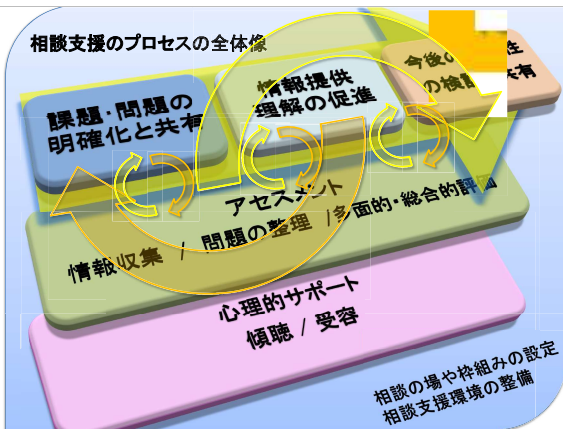 相談支援のプロセスの全体像
課題・問題の
明確化と共有
情報提供
理解の促進
今後の
の検討
共有
アセスメント
情報収集 / 問題の整理 /多面的・総合的評価
心理的サポート
傾聴 / 受容
相談の場や枠組みの設定
相談支援環境の整備